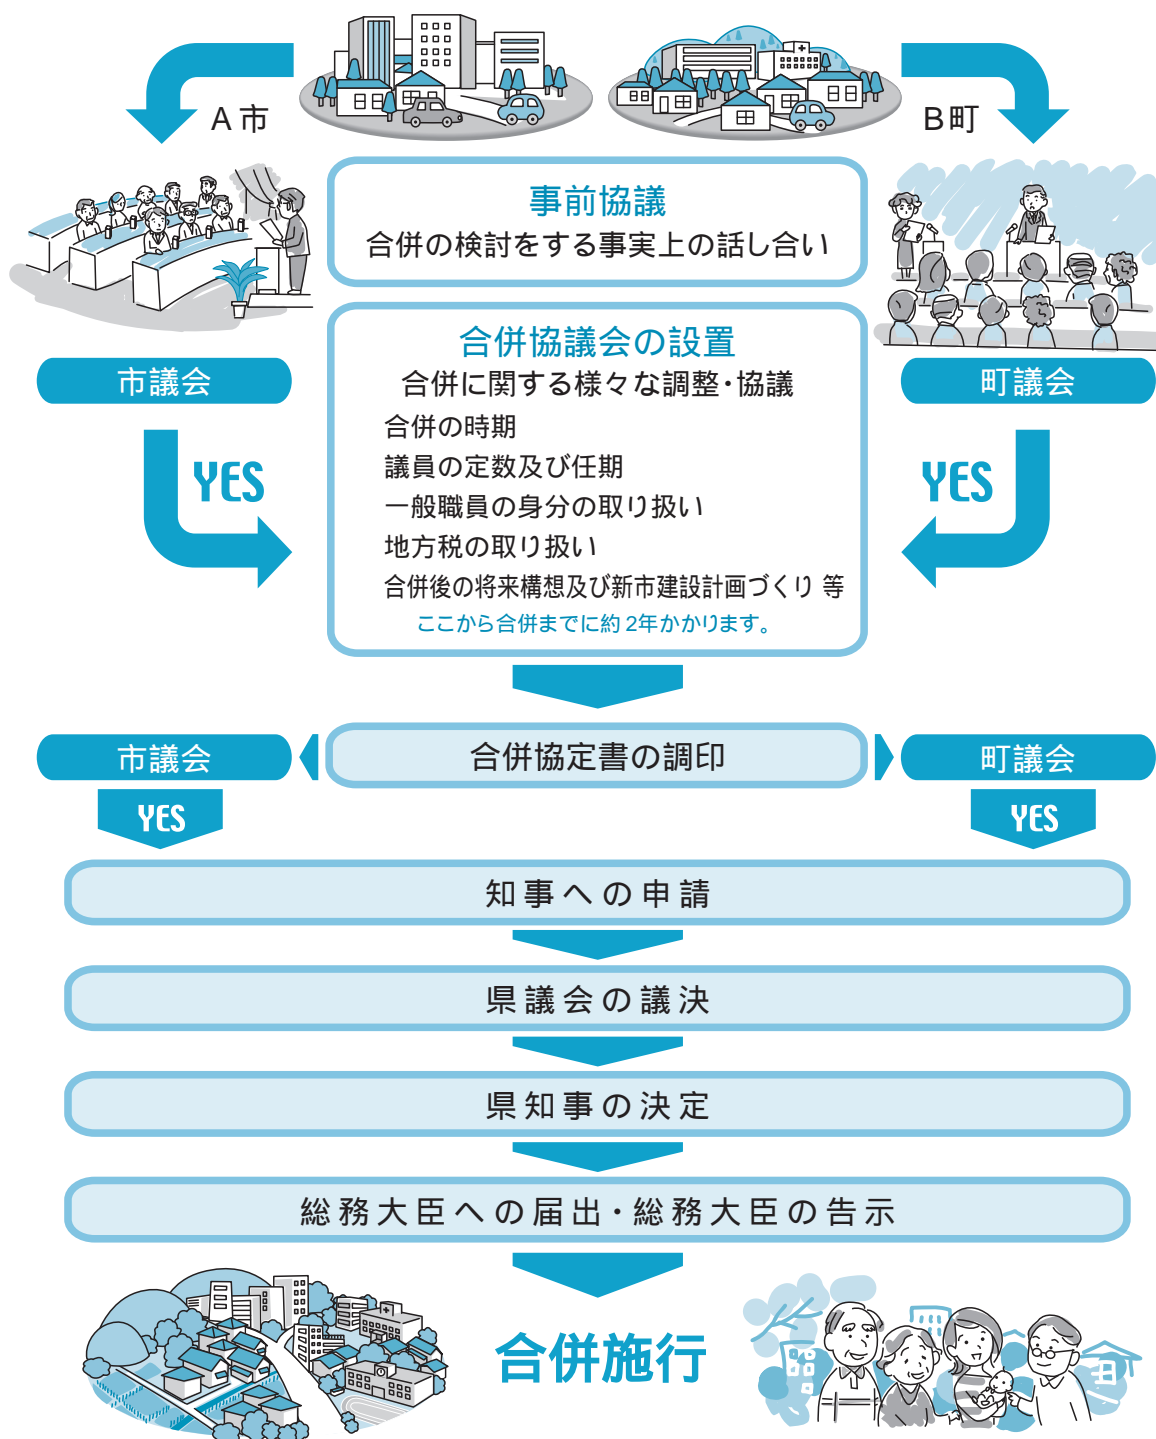 A市
B町
事前協議
合併の検討をする事実上の話し合い
市議会
町議会
YES
YES
合併協議会の設置
合併に関する様々な調整・協議
合併の時期
議員の定数及び任期
一般職員の身分の取り扱い
地方税の取り扱い
合併後の将来構想及び新市建設計画づくり 等
ここから合併までに約2年かかります。
市議会
合併協定書の調印
町議会
YES
YES
知事への申請
県議会の議決
県知事の決定
総務大臣への届出・総務大臣の告示
合併施行